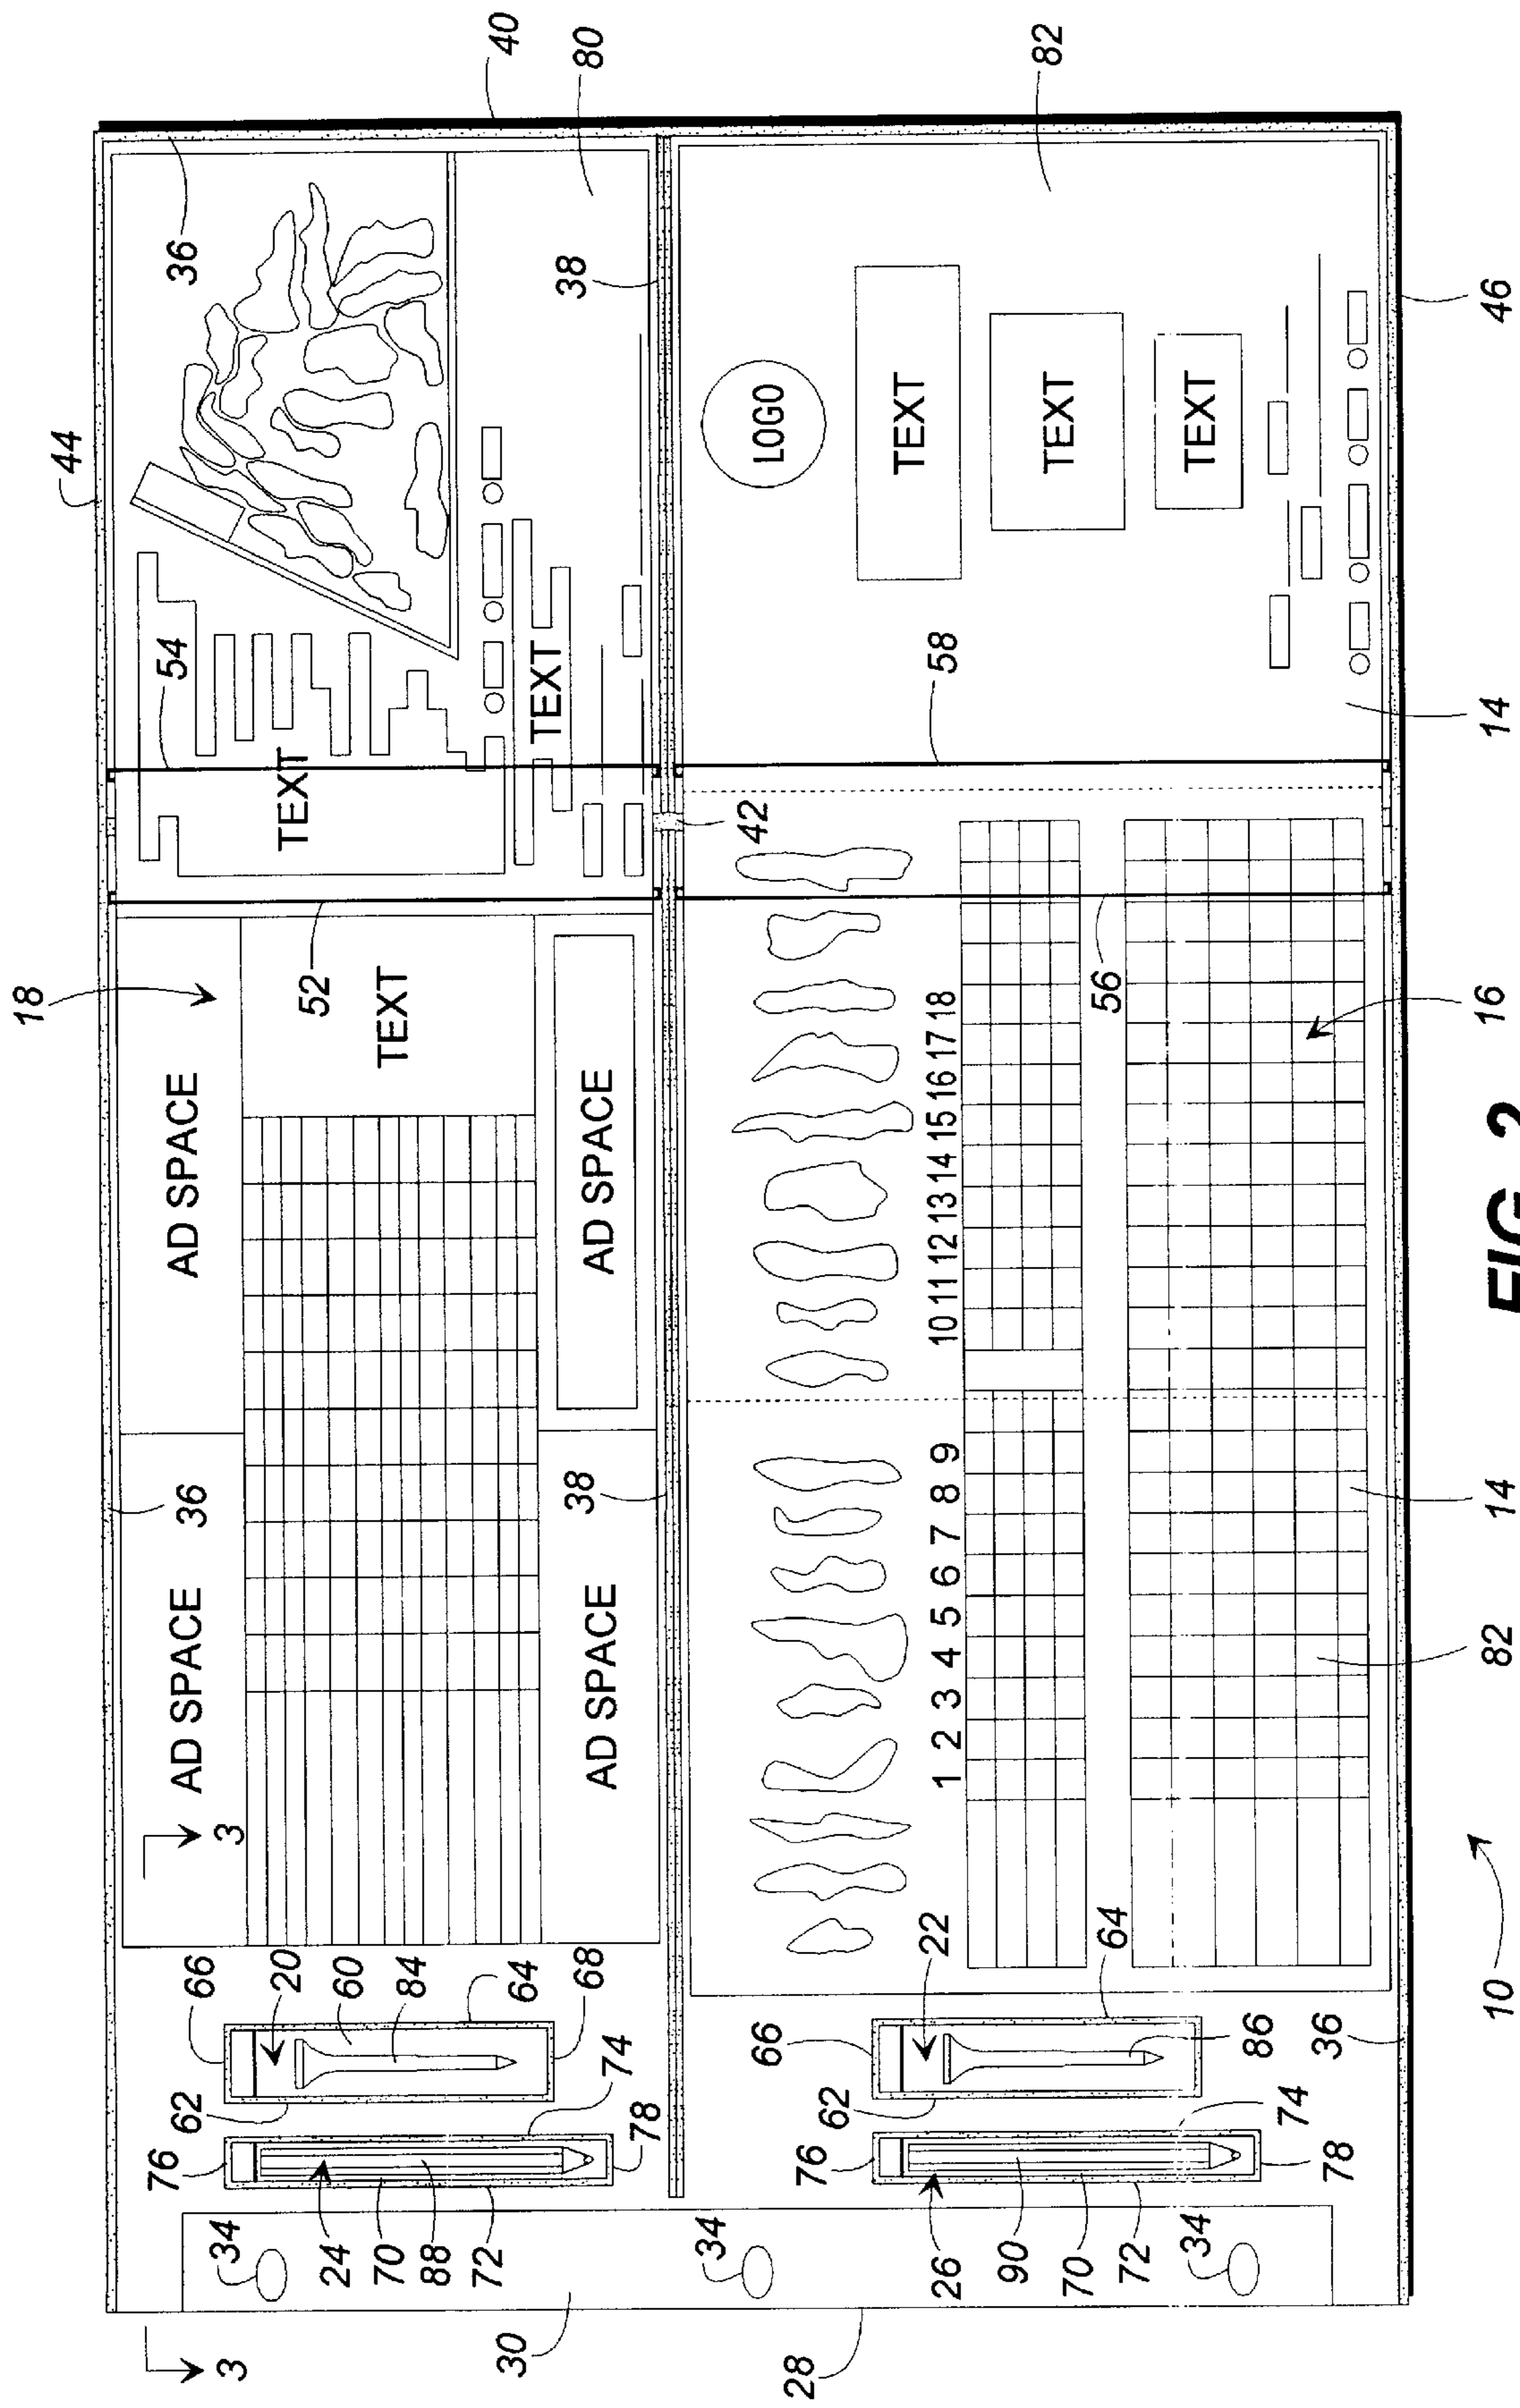 18
44
76 62 66 AD SPACE 36 AD SPACE 54 36
3 34 3
20
TEXT
52
24 60
70 84 TEXT
88
72
40
30 64 TEXT
38 38
68 AD SPACE AD SPACE 80
74
78
34
42
66 LOGO
28 76
62
TEXT
22 58
26 1 2 3 4 5 6 7 8 9 10 11 12 13 14 15 16 17 18
90 TEXT 82
70
64 56
72
34 TEXT
86
74
78 36
10 82 14 16 14 46
FIG. 2